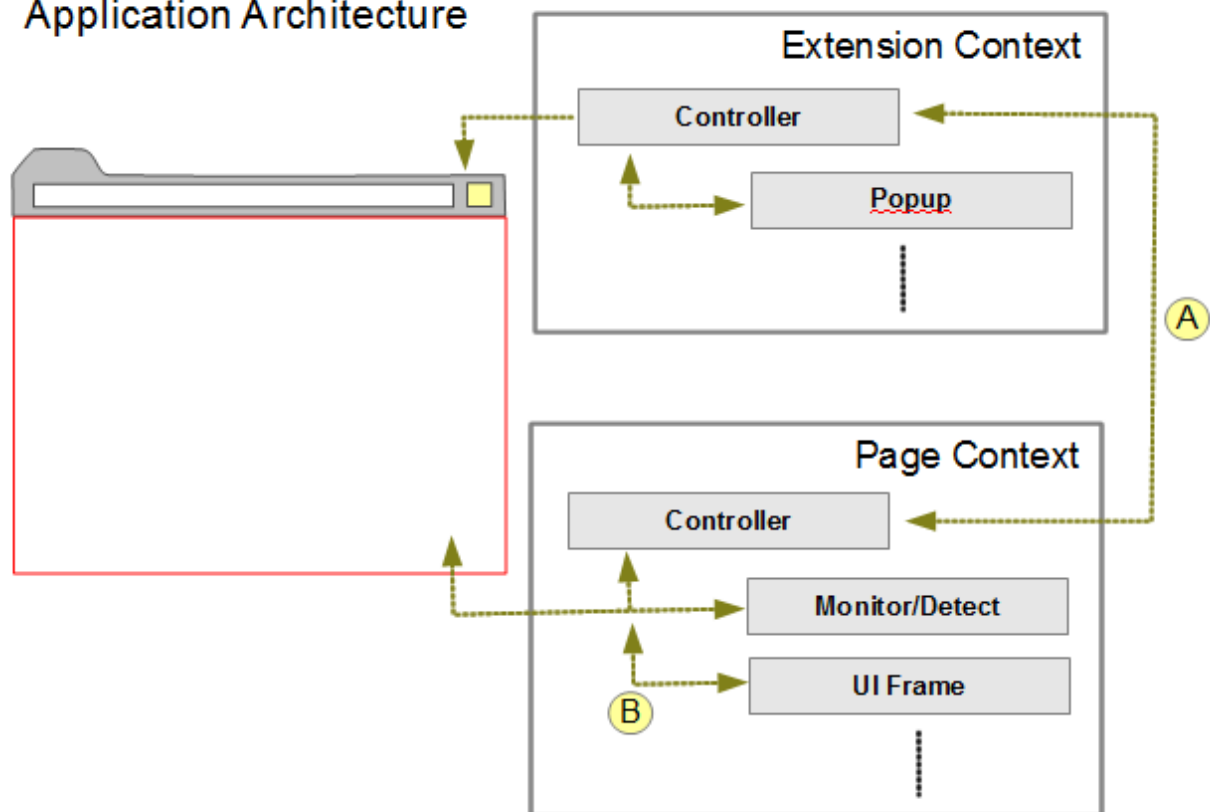 Application Architecture
Extension Context
Controller
Popup
A
Page Context
Controller
Monitor/Detect
UI Frame
B